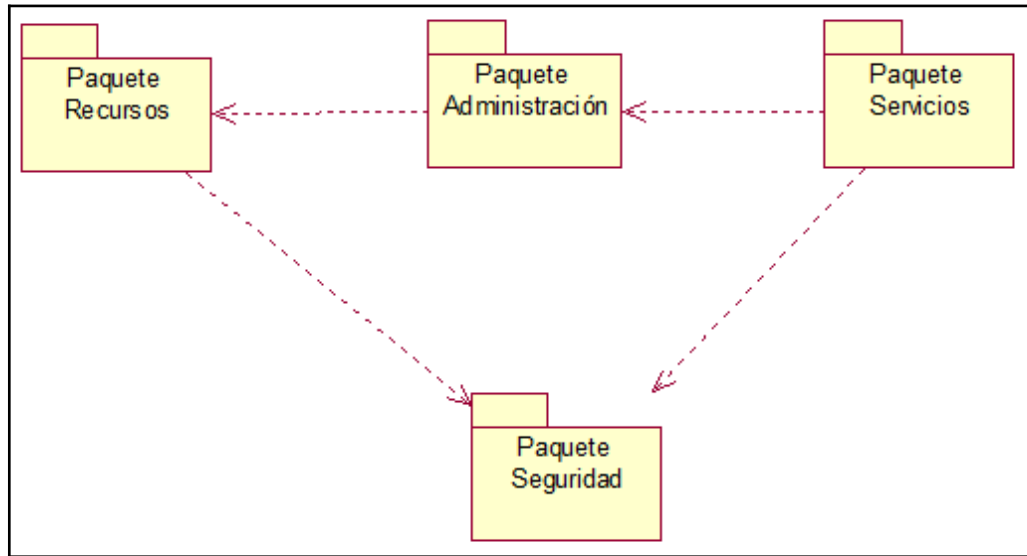 Paquete
Recursos
Paquete
Administración
Paquete
Servicios
Paquete
Seguridad